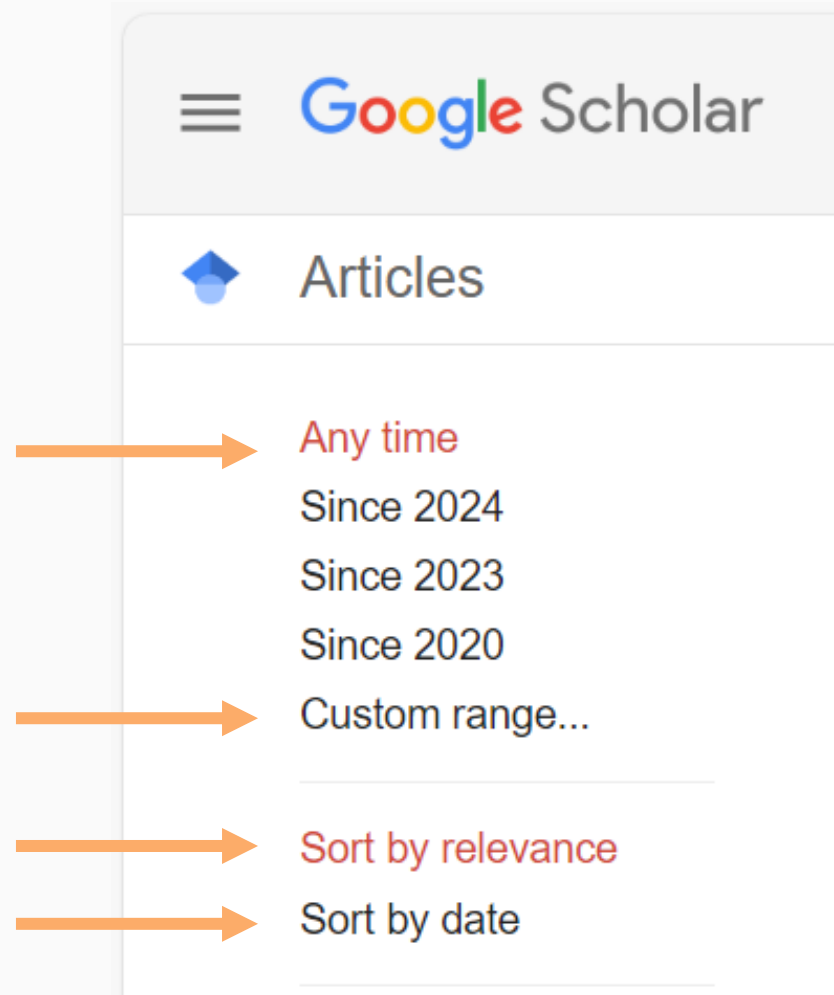 Google Scholar
Articles
Any time
Since 2024
Since 2023
Since 2020
Custom range...
Sort by relevance
Sort by date